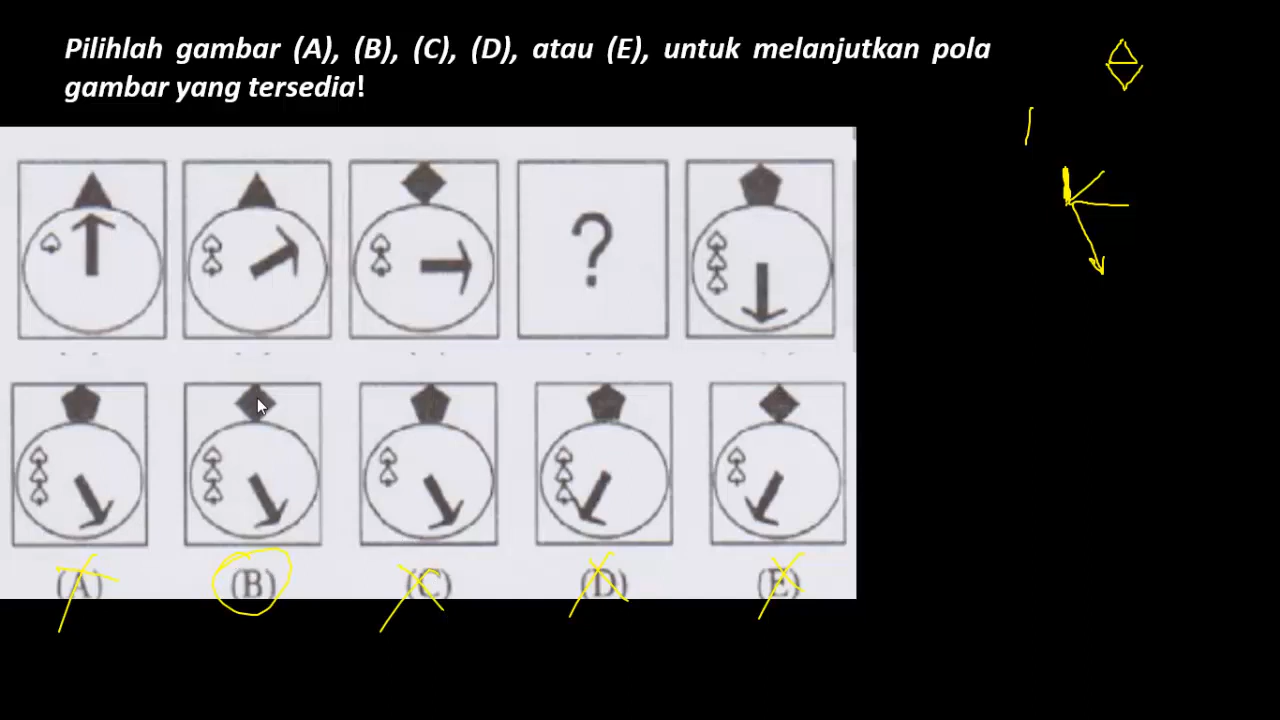 Pilihlah gambar (A), (B), (C), (D), atau (E), untuk melanjutkan pola
gambar yang tersedia!
?
(A) (B) (C) (D) (E)